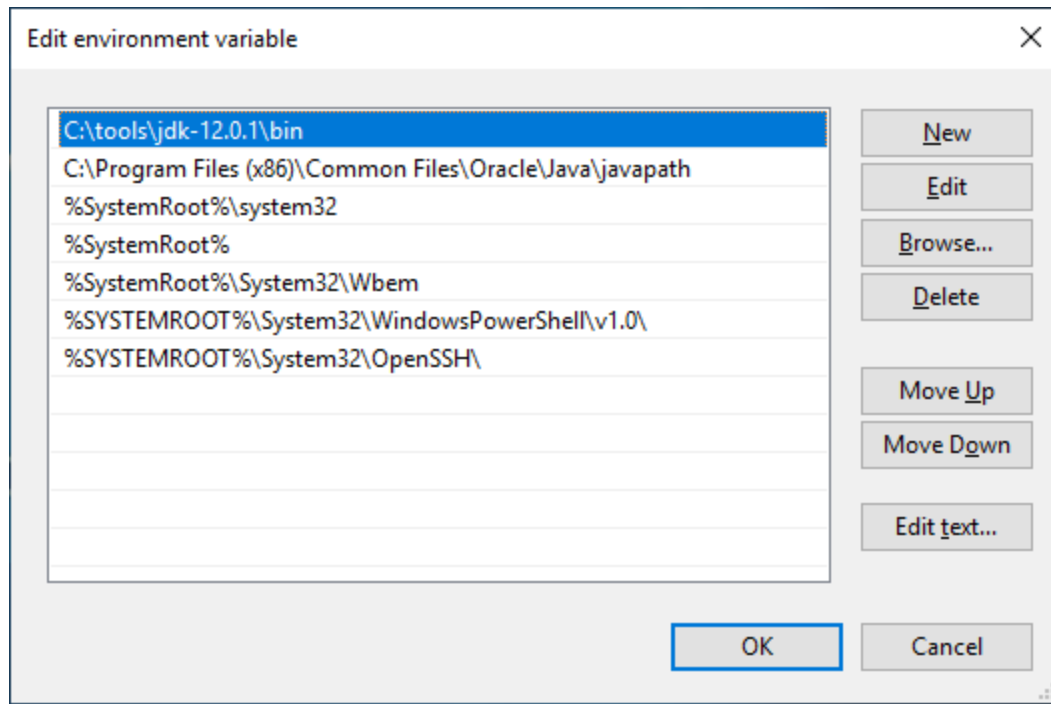 Edit environment variable
C:\tools\jdk-12.0.1\bin
C:\Program Files (x86)\Common Files\Oracle\Java\javapath
%SystemRoot%\system32
%SystemRoot%
%SystemRoot%\System32\Wbem
%SYSTEMROOT%\System32\WindowsPowerShell\v1.0\
%SYSTEMROOT%\System32\OpenSSH\
New
Edit
Browse...
Delete
Move Up
Move Down
Edit text...
OK
Cancel